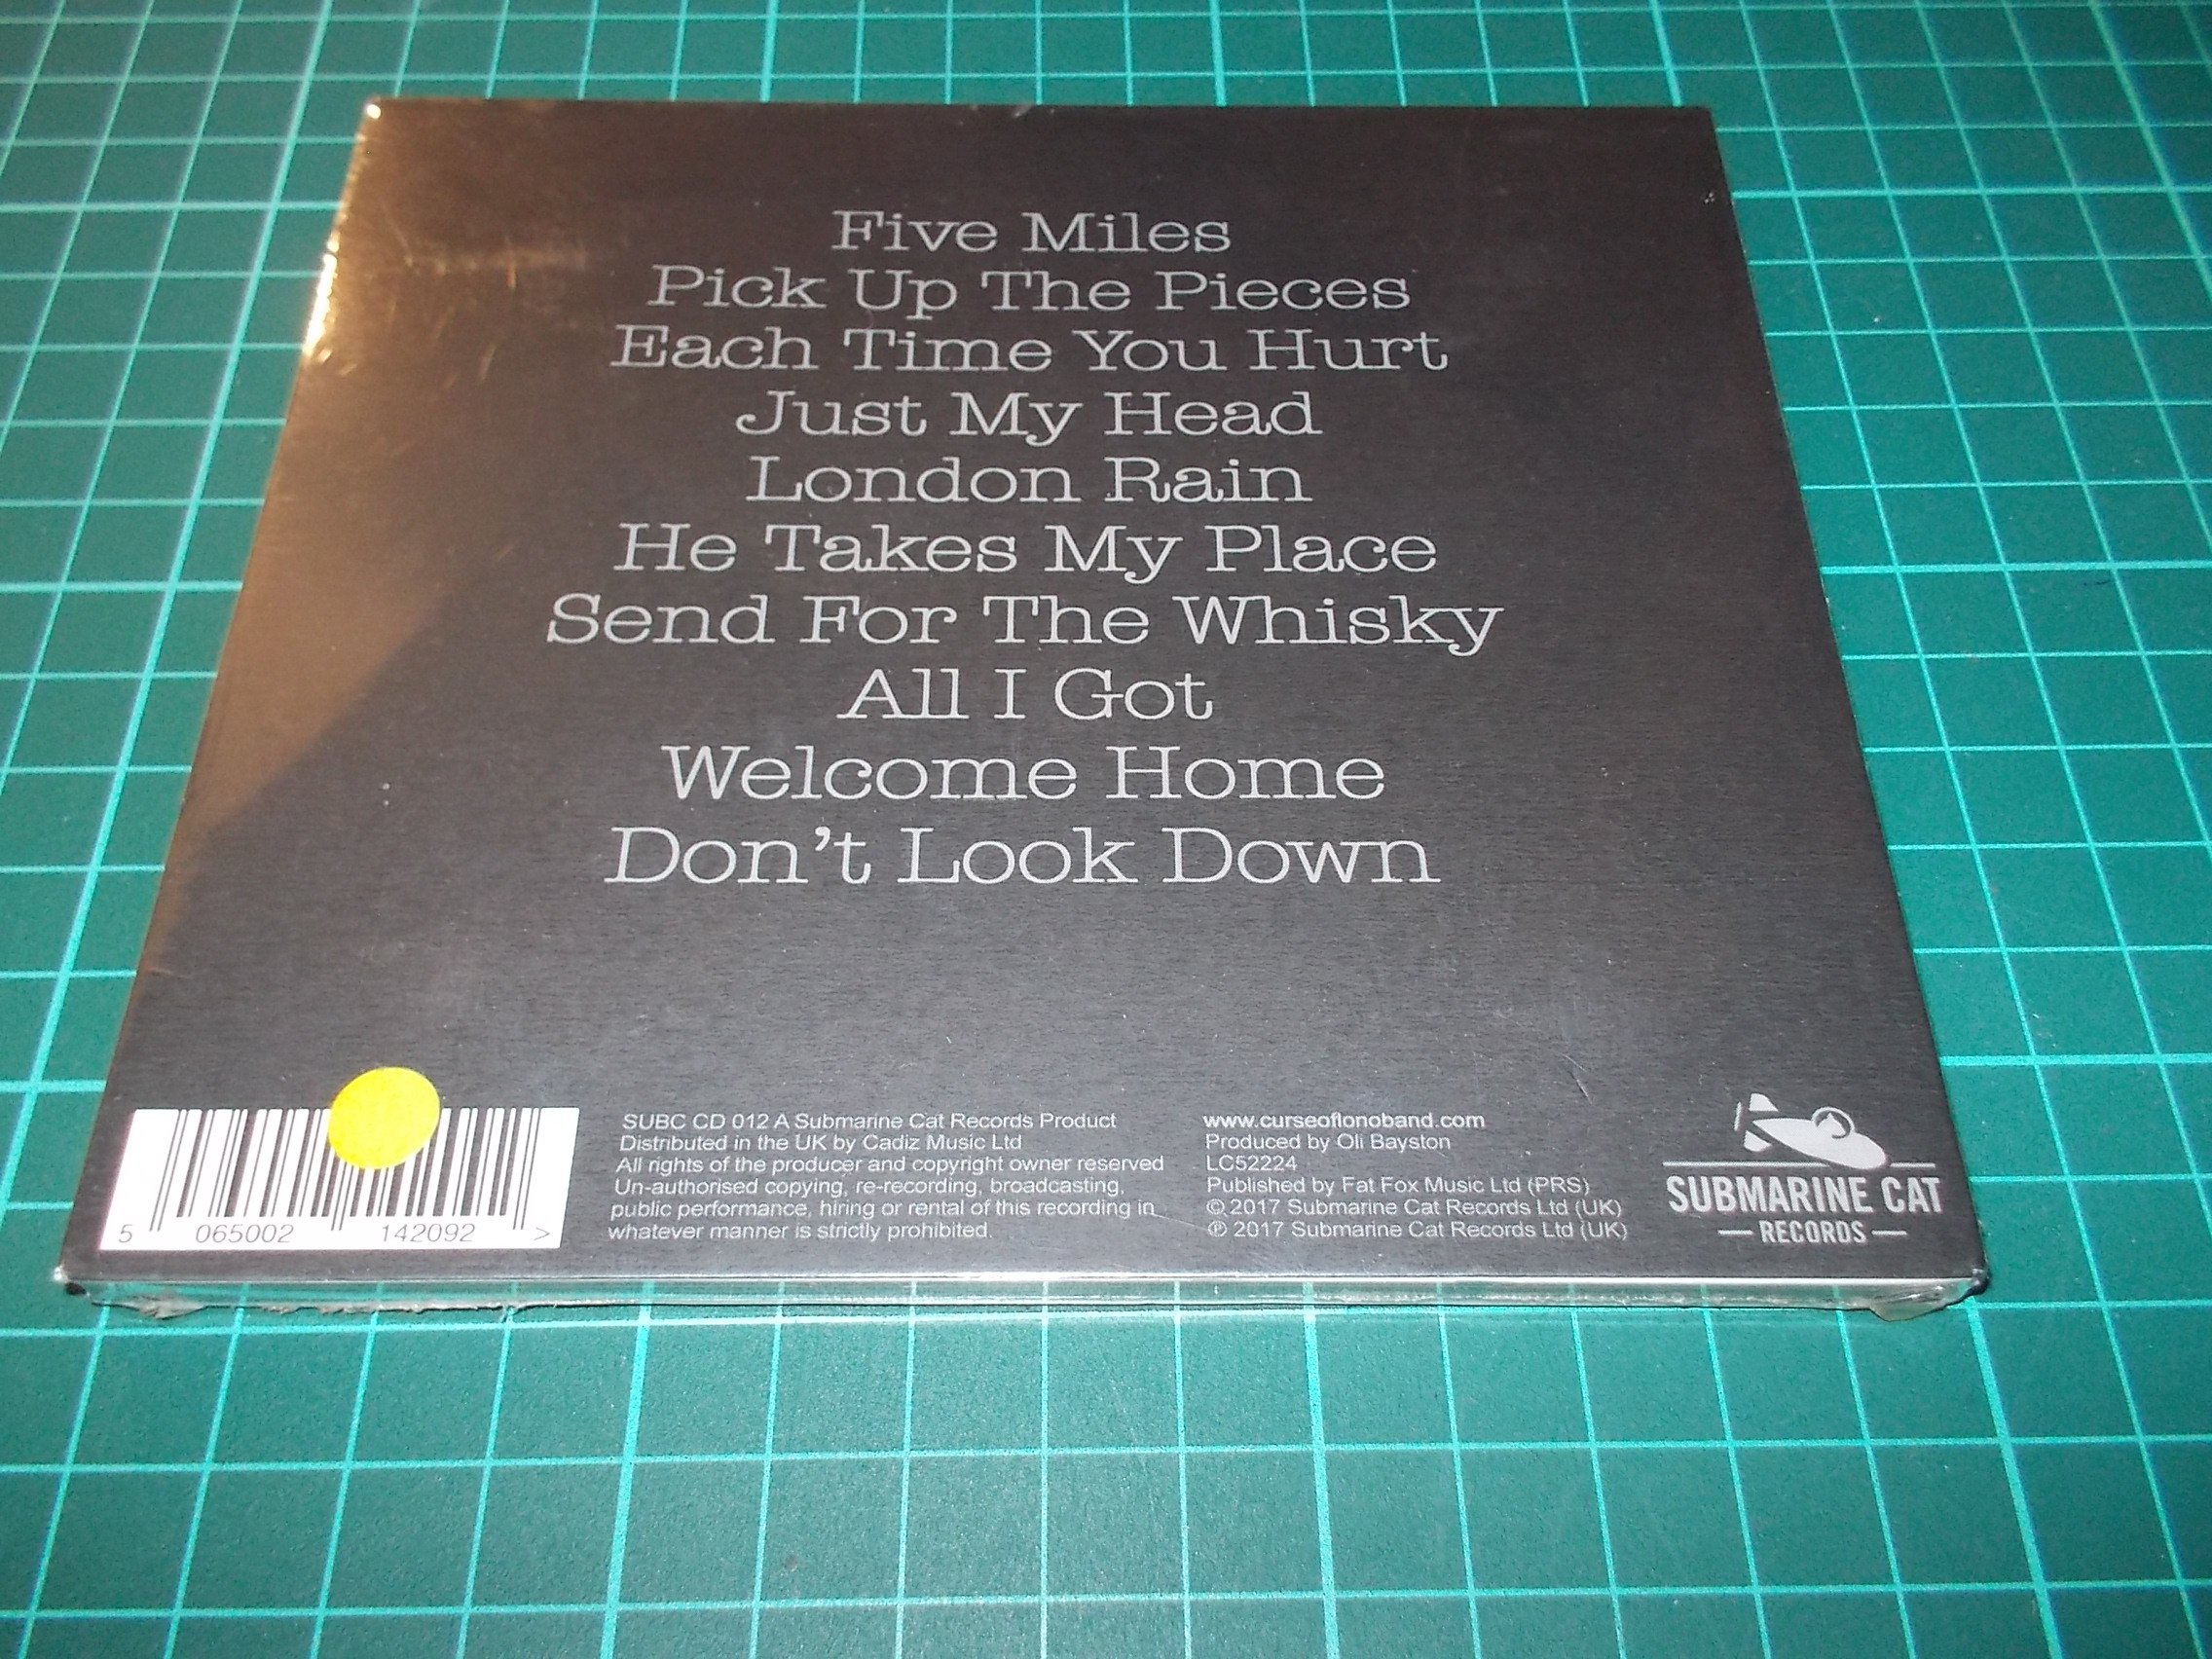 Five Miles
Pick Up The Pieces
Each Time You Hurt
Just My Head
London Rain
He Takes My Place
Send For The Whisky
All I Got
Welcome Home
Don't Look Down
5 065002 142092 >
SUBC CD 012 A Submarine Cat Records Product
Distributed in the UK by Cadiz Music Ltd
All rights of the producer and copyright owner reserved
Un-authorised copying, re-recording, broadcasting,
public performance, hiring or rental of this recording in
whatever manner is strictly prohibited.
www.curseoflonoband.com
Produced by Oli Bayston
LC52224
Published by Fat Fox Music Ltd (PRS)
© 2017 Submarine Cat Records Ltd (UK)
℗ 2017 Submarine Cat Records Ltd (UK)
SUBMARINE CAT
RECORDS